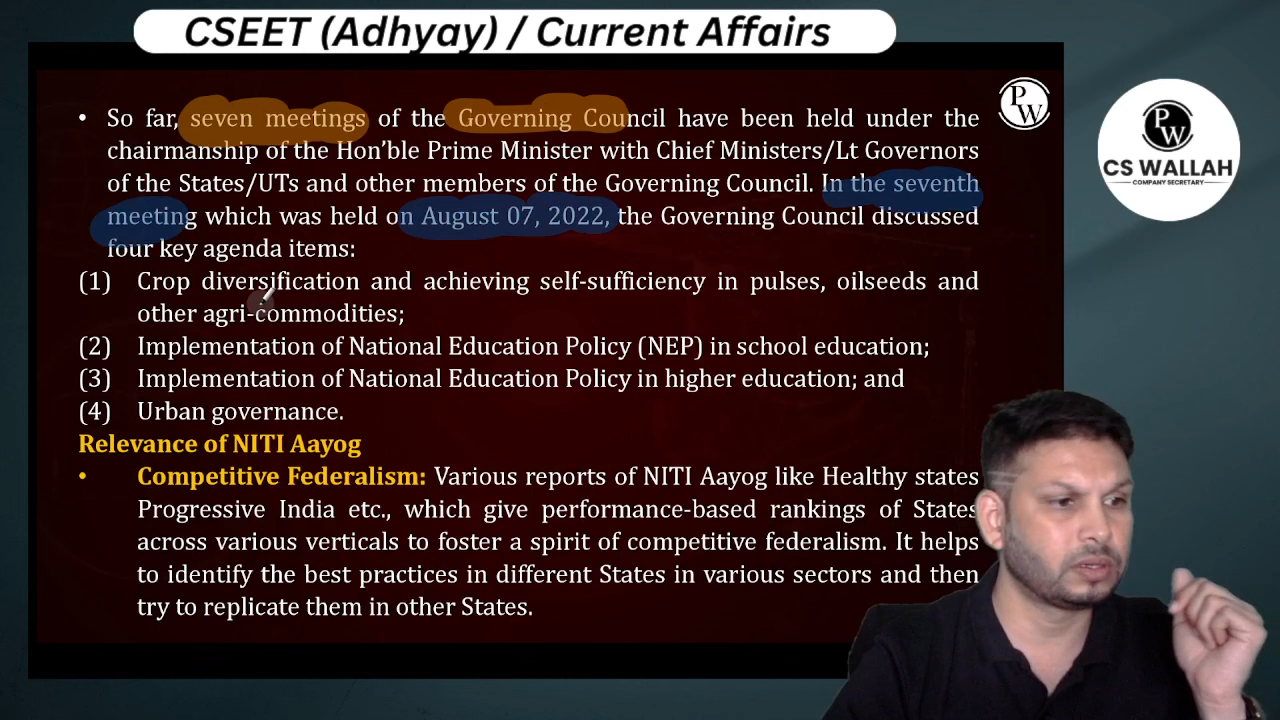 CSEET (Adhyay) / Current Affairs
PW
PW
CS WALLAH
COMPANY SECRETARY
• So far, seven meetings of the Governing Council have been held under the
chairmanship of the Hon’ble Prime Minister with Chief Ministers/Lt Governors
of the States/UTs and other members of the Governing Council. In the seventh
meeting which was held on August 07, 2022, the Governing Council discussed
four key agenda items:
(1) Crop diversification and achieving self-sufficiency in pulses, oilseeds and
other agri-commodities;
(2) Implementation of National Education Policy (NEP) in school education;
(3) Implementation of National Education Policy in higher education; and
(4) Urban governance.
Relevance of NITI Aayog
• Competitive Federalism: Various reports of NITI Aayog like Healthy states
Progressive India etc., which give performance-based rankings of States
across various verticals to foster a spirit of competitive federalism. It helps
to identify the best practices in different States in various sectors and then
try to replicate them in other States.